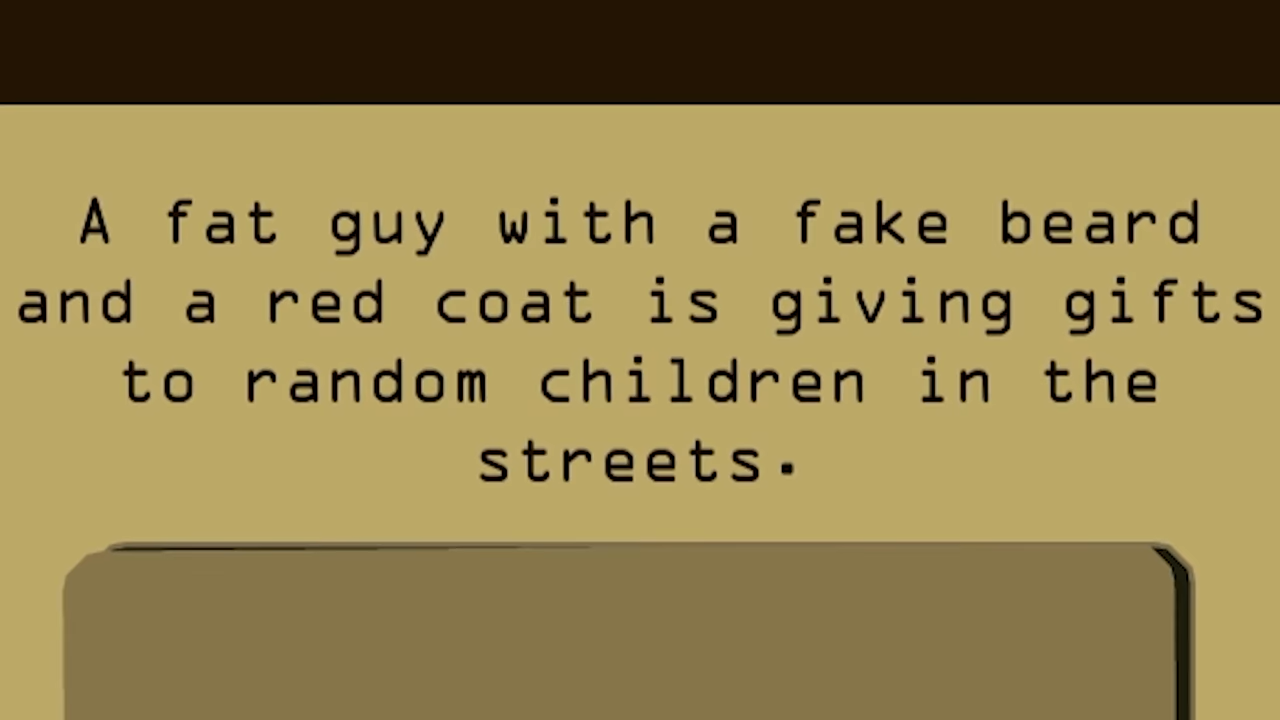 A fat guy with a fake beard
and a red coat is giving gifts
to random children in the
streets.